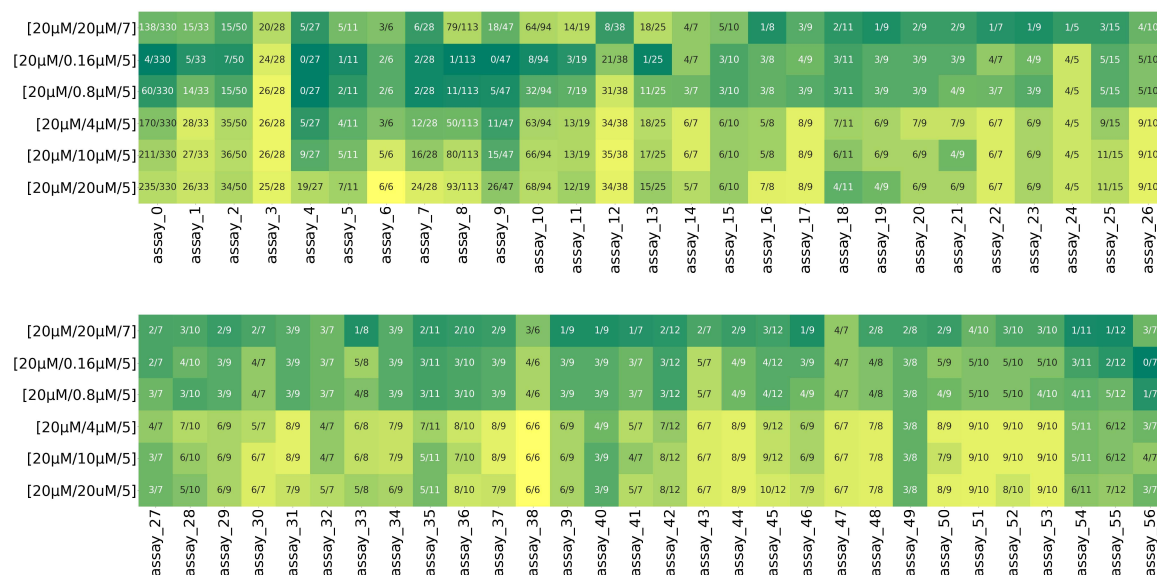 [20μM/20μM/7] 138/330 15/33 15/50 20/28 5/27 5/11 3/6 6/28 79/113 18/47 64/94 14/19 8/38 18/25 4/7 5/10 1/8 3/9 2/11 1/9 2/9 2/9 1/7 1/9 1/5 3/15 4/10
[20μM/0.16μM/5] 4/330 5/33 7/50 24/28 0/27 1/11 2/6 2/28 1/113 0/47 8/94 3/19 21/38 1/25 4/7 3/10 3/8 4/9 3/11 3/9 3/9 3/9 4/7 4/9 4/5 5/15 5/10
[20μM/0.8μM/5] 60/330 14/33 15/50 26/28 0/27 2/11 2/6 2/28 11/113 5/47 32/94 7/19 31/38 11/25 3/7 3/10 3/8 4/9 3/11 3/9 3/9 4/9 3/7 3/9 4/5 5/15 5/10
[20μM/4μM/5] 170/330 28/33 35/50 26/28 5/27 4/11 3/6 12/28 50/113 11/47 63/94 13/19 34/38 18/25 6/7 6/10 5/8 8/9 7/11 6/9 7/9 7/9 6/7 6/9 4/5 9/15 9/10
[20μM/10μM/5] 211/330 27/33 36/50 26/28 9/27 5/11 5/6 16/28 80/113 15/47 66/94 13/19 35/38 17/25 6/7 6/10 5/8 8/9 6/11 6/9 6/9 4/9 6/7 6/9 4/5 11/15 9/10
[20μM/20uM/5] 235/330 26/33 34/50 25/28 19/27 7/11 6/6 24/28 93/113 26/47 68/94 12/19 34/38 15/25 5/7 6/10 7/8 8/9 4/11 4/9 6/9 6/9 6/7 6/9 4/5 11/15 9/10
assay_0 assay_1 assay_2 assay_3 assay_4 assay_5 assay_6 assay_7 assay_8 assay_9 assay_10 assay_11 assay_12 assay_13 assay_14 assay_15 assay_16 assay_17 assay_18 assay_19 assay_20 assay_21 assay_22 assay_23 assay_24 assay_25 assay_26
[20μM/20μM/7] 2/7 3/10 2/9 2/7 3/9 3/7 1/8 3/9 2/11 2/10 2/9 3/6 1/9 1/9 1/7 2/12 2/7 2/9 3/12 1/9 4/7 2/8 2/8 2/9 4/10 3/10 3/10 1/11 1/12 3/7
[20μM/0.16μM/5] 2/7 4/10 3/9 4/7 3/9 3/7 5/8 3/9 3/11 3/10 3/9 4/6 3/9 3/9 3/7 3/12 5/7 4/9 4/12 3/9 4/7 4/8 3/8 5/9 5/10 5/10 5/10 3/11 2/12 0/7
[20μM/0.8μM/5] 3/7 3/10 3/9 4/7 3/9 3/7 4/8 3/9 3/11 3/10 3/9 4/6 3/9 3/9 3/7 3/12 5/7 4/9 4/12 4/9 4/7 4/8 3/8 4/9 5/10 5/10 4/10 4/11 5/12 1/7
[20μM/4μM/5] 4/7 7/10 6/9 5/7 8/9 4/7 6/8 7/9 7/11 8/10 8/9 6/6 6/9 4/9 5/7 7/12 6/7 8/9 9/12 6/9 6/7 7/8 3/8 8/9 9/10 9/10 9/10 5/11 6/12 3/7
[20μM/10μM/5] 3/7 6/10 6/9 6/7 8/9 4/7 6/8 7/9 5/11 7/10 8/9 6/6 6/9 3/9 4/7 8/12 6/7 8/9 9/12 6/9 6/7 7/8 3/8 7/9 9/10 9/10 9/10 5/11 6/12 4/7
[20μM/20uM/5] 3/7 5/10 6/9 6/7 7/9 5/7 5/8 6/9 5/11 8/10 7/9 6/6 6/9 3/9 5/7 8/12 6/7 8/9 10/12 7/9 6/7 7/8 3/8 8/9 9/10 8/10 9/10 6/11 7/12 3/7
assay_27 assay_28 assay_29 assay_30 assay_31 assay_32 assay_33 assay_34 assay_35 assay_36 assay_37 assay_38 assay_39 assay_40 assay_41 assay_42 assay_43 assay_44 assay_45 assay_46 assay_47 assay_48 assay_49 assay_50 assay_51 assay_52 assay_53 assay_54 assay_55 assay_56